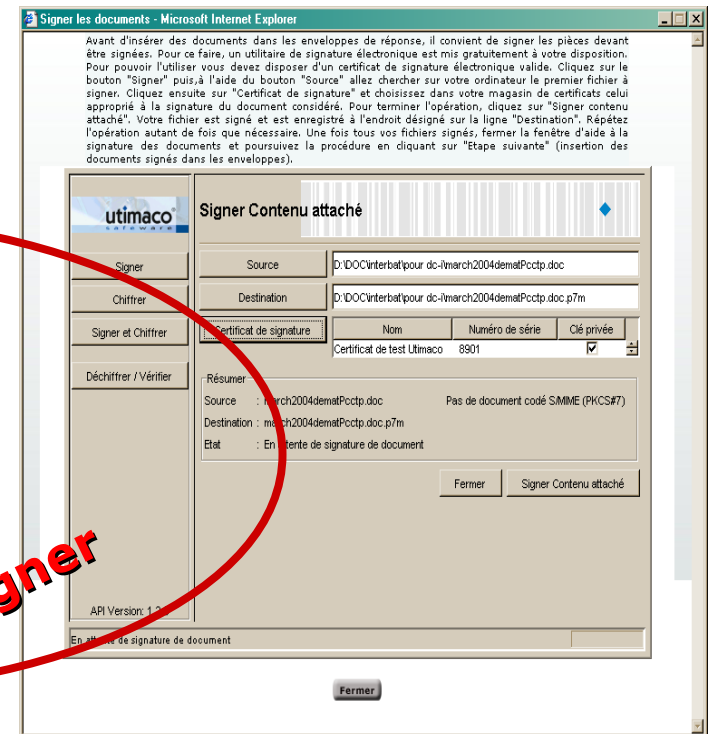 Signer les documents - Microsoft Internet Explorer
Avant d'insérer des documents dans les enveloppes de réponse, il convient de signer les pièces devant
être signées. Pour ce faire, un utilitaire de signature électronique est mis gratuitement à votre disposition.
Pour pouvoir l'utiliser vous devez disposer d'un certificat de signature électronique valide. Cliquez sur le
bouton "Signer" puis,à l'aide du bouton "Source" allez chercher sur votre ordinateur le premier fichier à
signer. Cliquez ensuite sur "Certificat de signature" et choisissez dans votre magasin de certificats celui
approprié à la signature du document considéré. Pour terminer l'opération, cliquez sur "Signer contenu
attaché". Votre fichier est signé et est enregistré à l'endroit désigné sur la ligne "Destination". Répétez
l'opération autant de fois que nécessaire. Une fois tous vos fichiers signés, fermer la fenêtre d'aide à la
signature des documents et poursuivez la procédure en cliquant sur "Etape suivante" (insertion des
documents signés dans les enveloppes).
utimaco
safeware
Signer Contenu attaché
Signer
Chiffrer
Signer et Chiffrer
Déchiffrer / Vérifier
Source D:\DOC\interbat\pour dc-i\march2004dematPcctp.doc
Destination D:\DOC\interbat\pour dc-i\march2004dematPcctp.doc.p7m
Certificat de signature Nom Numéro de série Clé privée
Certificat de test Utimaco 8901
Résumer
Source : march2004dematPcctp.doc Pas de document codé S/MIME (PKCS#7)
Destination : march2004dematPcctp.doc.p7m
Etat : En attente de signature de document
Fermer Signer Contenu attaché
gner
API Version:
En attente de signature de document
Fermer